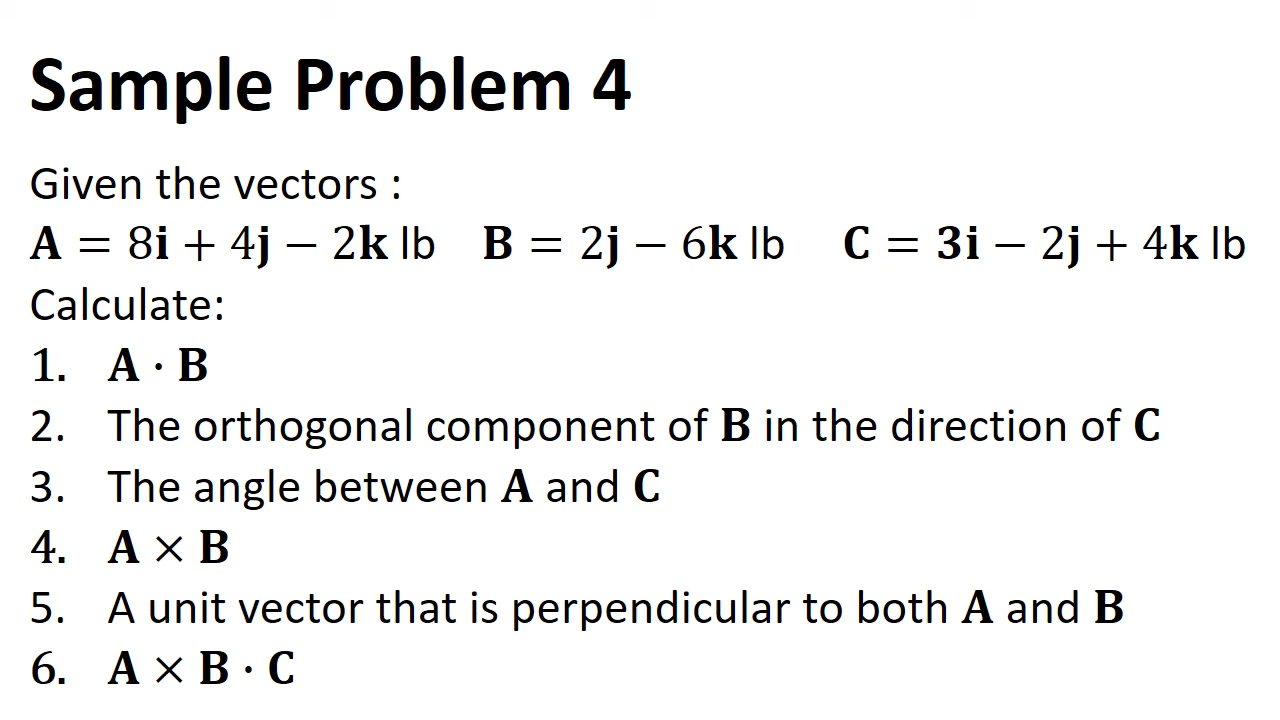 Sample Problem 4
Given the vectors :
𝐀 = 8𝐢 + 4𝐣 − 2𝐤 lb 𝐁 = 2𝐣 − 6𝐤 lb 𝐂 = 𝟑𝐢 − 2𝐣 + 4𝐤 lb
Calculate:
1. 𝐀 · 𝐁
2. The orthogonal component of 𝐁 in the direction of 𝐂
3. The angle between 𝐀 and 𝐂
4. 𝐀 × 𝐁
5. A unit vector that is perpendicular to both 𝐀 and 𝐁
6. 𝐀 × 𝐁 · 𝐂